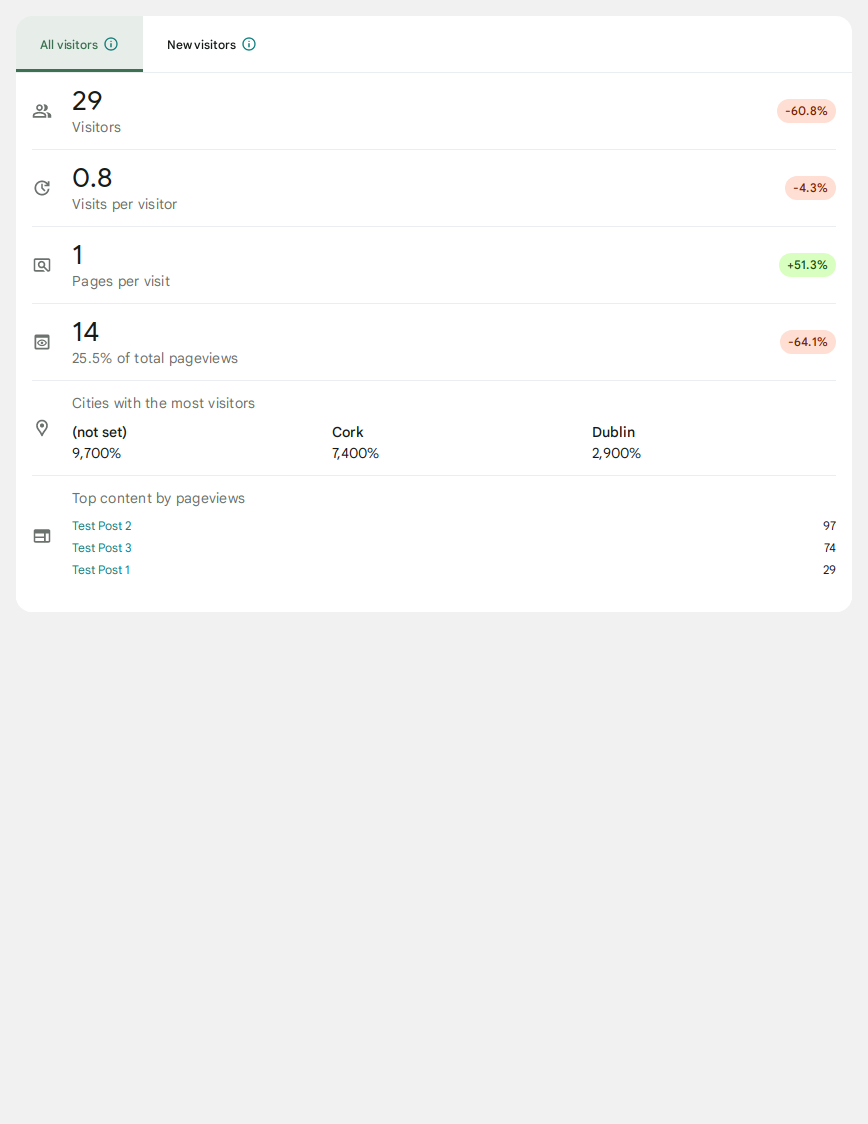 All visitors
New visitors
29
Visitors
-60.8%
0.8
Visits per visitor
-4.3%
1
Pages per visit
+51.3%
14
25.5% of total pageviews
-64.1%
Cities with the most visitors
(not set) Cork Dublin
9,700% 7,400% 2,900%
Top content by pageviews
Test Post 2 97
Test Post 3 74
Test Post 1 29